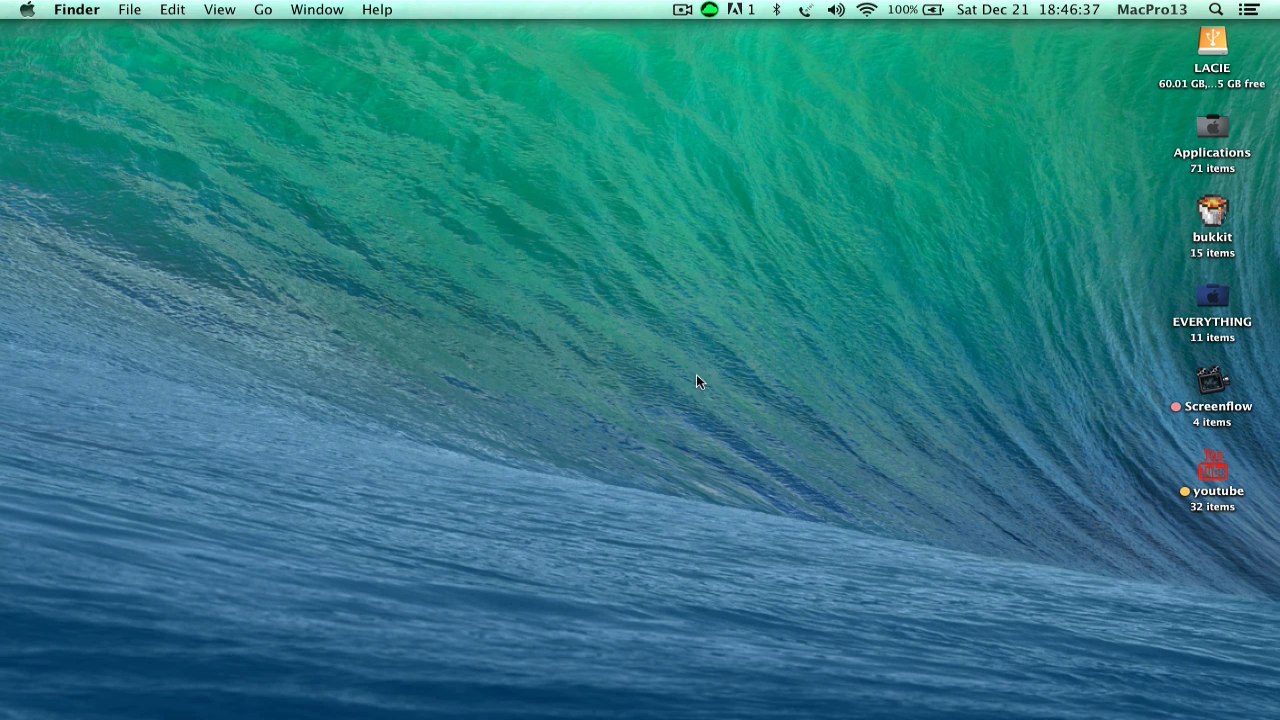 Finder File Edit View Go Window Help 1 100% Sat Dec 21 18:46:37 MacPro13
LACIE
60.01 GB,...5 GB free
Applications
71 items
bukkit
15 items
EVERYTHING
11 items
Screenflow
4 items
You
Tube
youtube
32 items